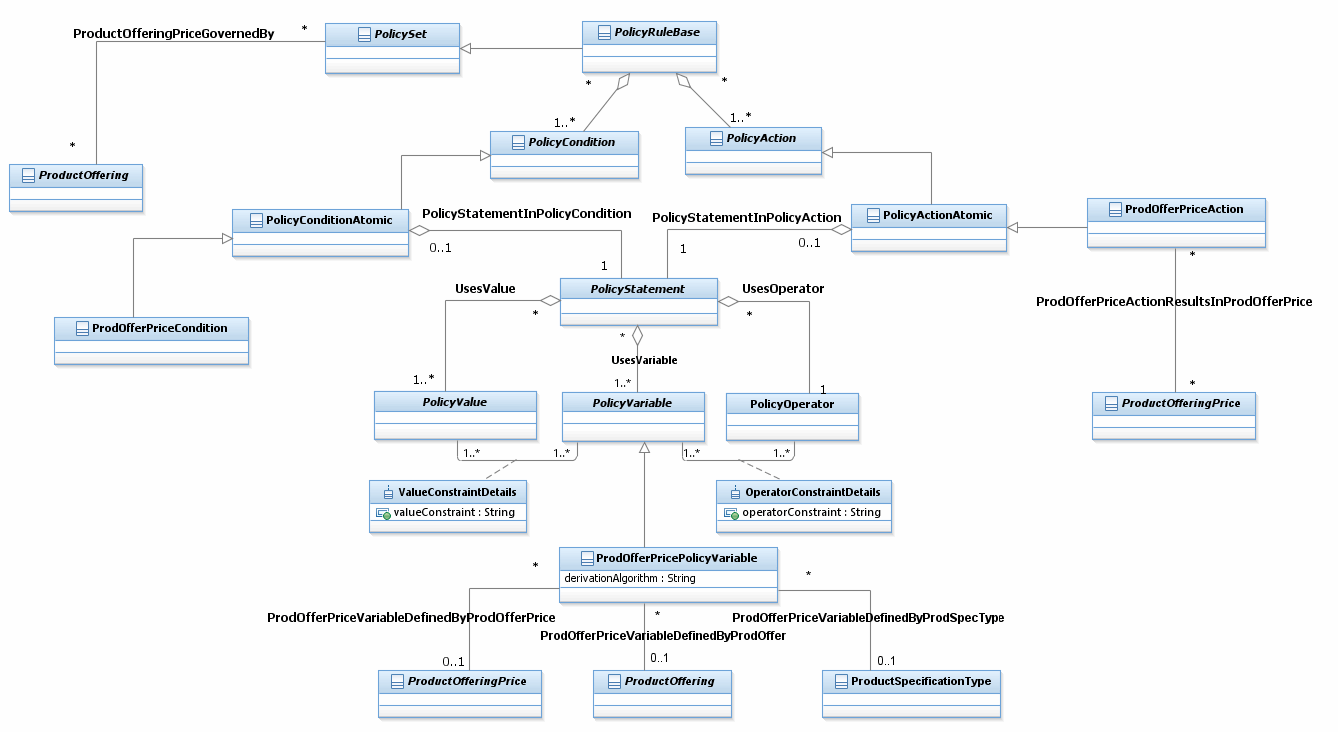 ProductOfferingPriceGovernedBy
*
PolicySet
PolicyRuleBase
*
*
1..*
1..*
PolicyCondition
PolicyAction
*
ProductOffering
PolicyConditionAtomic
PolicyStatementInPolicyCondition
0..1
1
PolicyStatementInPolicyAction
1
0..1
PolicyActionAtomic
ProdOfferPriceAction
*
ProdOfferPriceActionResultsInProdOfferPrice
*
ProductOfferingPrice
ProdOfferPriceCondition
UsesValue
*
PolicyStatement
UsesOperator
*
*
UsesVariable
1..*
1..*
1
PolicyValue
PolicyVariable
PolicyOperator
1..*
1..*
1..*
1..*
ValueConstraintDetails
valueConstraint : String
OperatorConstraintDetails
operatorConstraint : String
ProdOfferPricePolicyVariable
derivationAlgorithm : String
*
*
*
ProdOfferPriceVariableDefinedByProdOfferPrice
ProdOfferPriceVariableDefinedByProdOffer
ProdOfferPriceVariableDefinedByProdSpecType
0..1
0..1
0..1
ProductOfferingPrice
ProductOffering
ProductSpecificationType